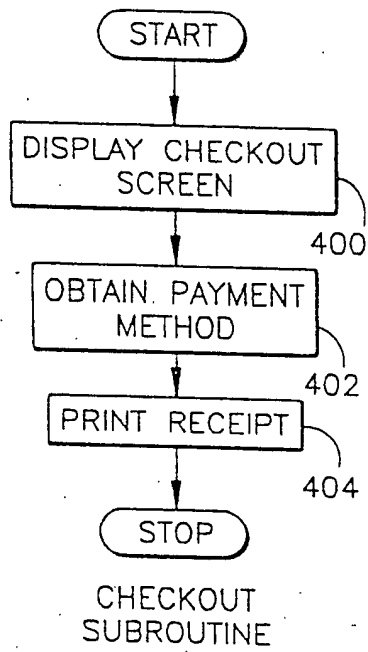 START
DISPLAY CHECKOUT
SCREEN
400
OBTAIN PAYMENT
METHOD
402
PRINT RECEIPT
404
STOP
CHECKOUT
SUBROUTINE